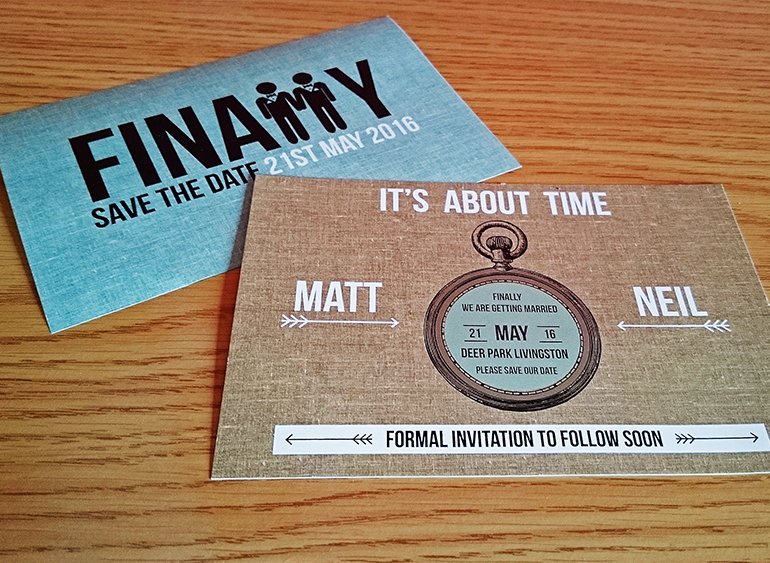 FINALLY
SAVE THE DATE 21ST MAY 2016
IT'S ABOUT TIME
MATT
NEIL
FINALLY
WE ARE GETTING MARRIED
21 MAY 16
DEER PARK LIVINGSTON
PLEASE SAVE OUR DATE
FORMAL INVITATION TO FOLLOW SOON